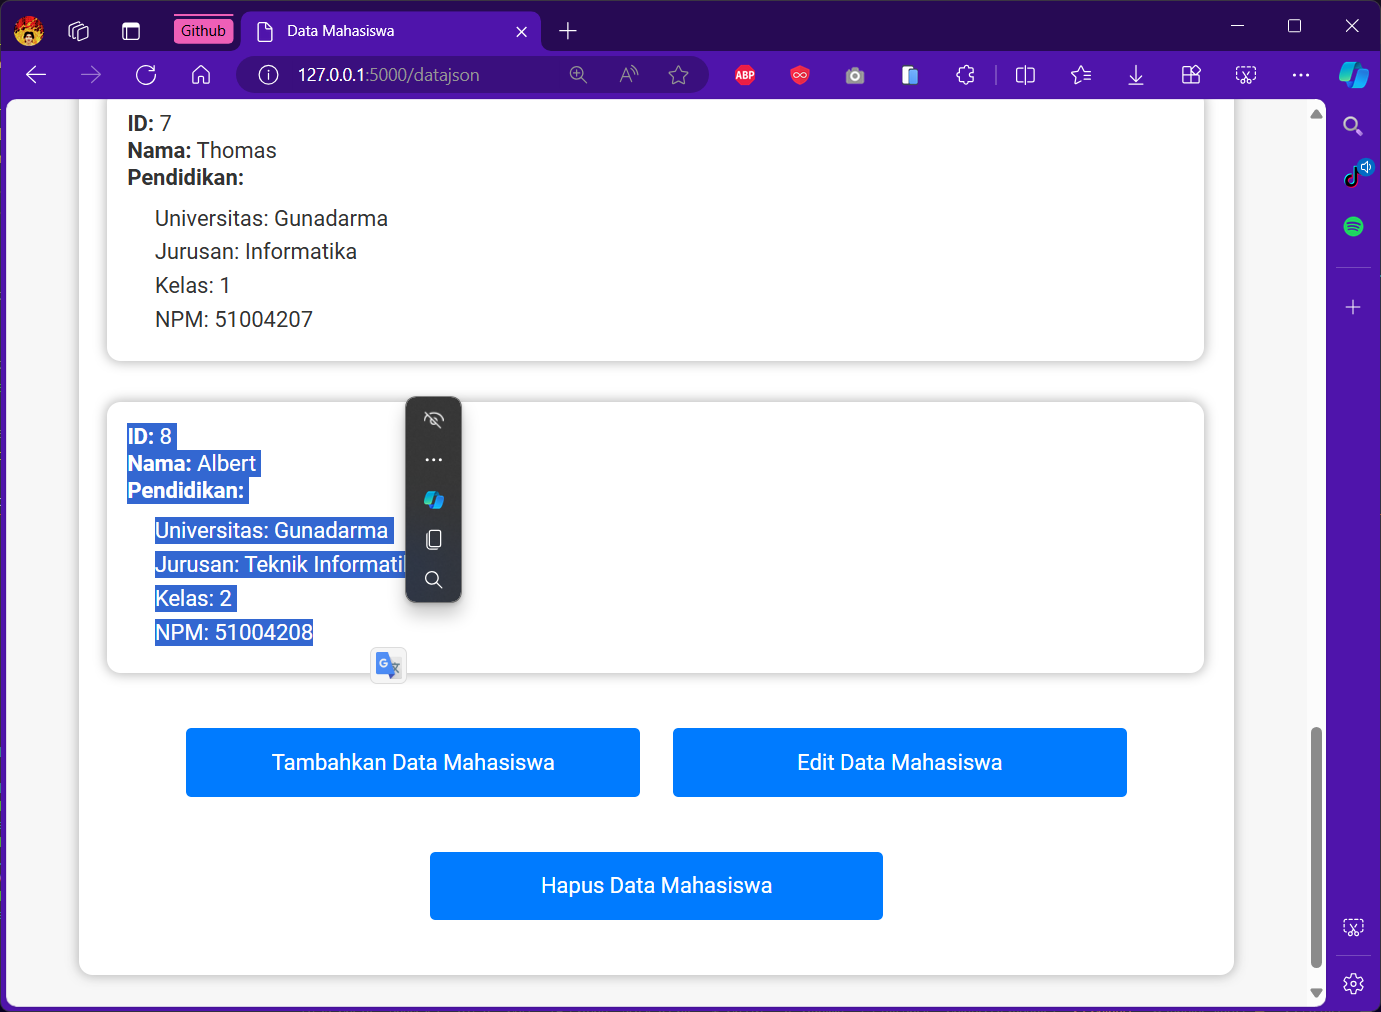 Github
Data Mahasiswa
127.0.0.1:5000/datajson
ABP
ID: 7
Nama: Thomas
Pendidikan:
Universitas: Gunadarma
Jurusan: Informatika
Kelas: 1
NPM: 51004207
ID: 8
Nama: Albert
Pendidikan:
Universitas: Gunadarma
Jurusan: Teknik
Kelas: 2
NPM: 51004208
Tambahkan Data Mahasiswa
Edit Data Mahasiswa
Hapus Data Mahasiswa